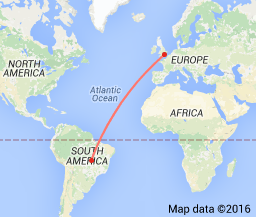 NORTH
AMERICA
EUROPE
Atlantic
Ocean
AFRICA
SOUTH
AMERICA
Map data ©2016